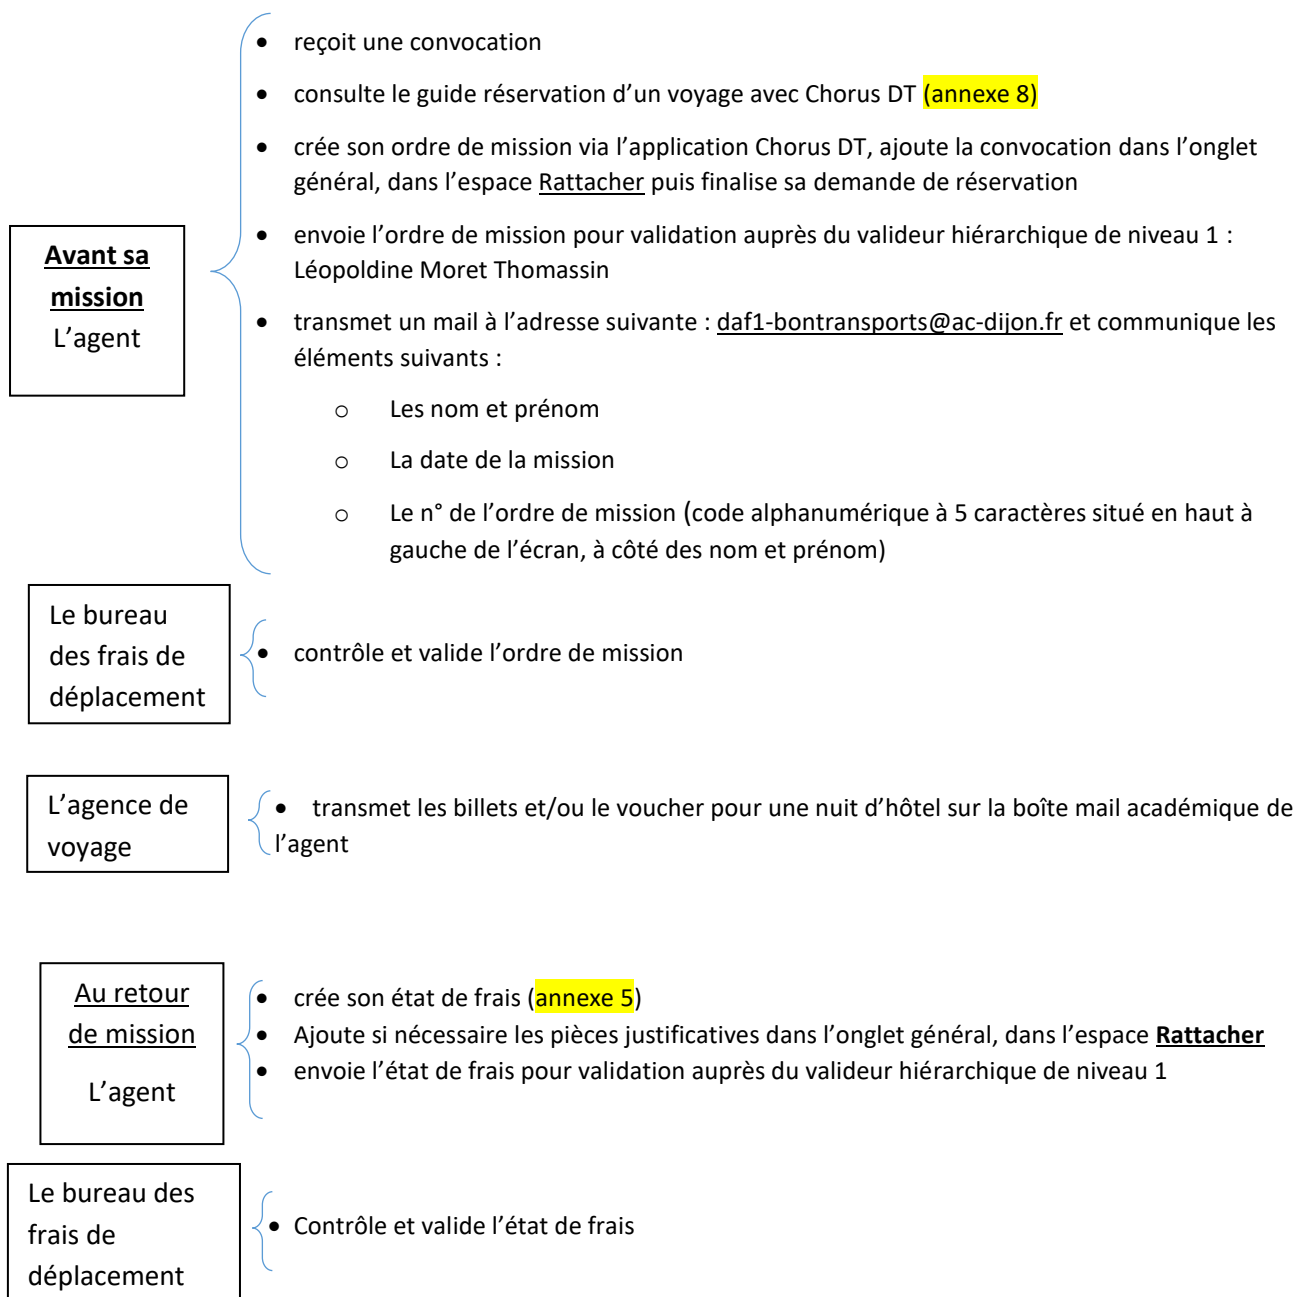 • reçoit une convocation
• consulte le guide réservation d’un voyage avec Chorus DT (annexe 8)
• crée son ordre de mission via l’application Chorus DT, ajoute la convocation dans l’onglet
général, dans l’espace Rattacher puis finalise sa demande de réservation
Avant sa
mission
L’agent
• envoie l’ordre de mission pour validation auprès du valideur hiérarchique de niveau 1 :
Léopoldine Moret Thomassin
• transmet un mail à l’adresse suivante : daf1-bontransports@ac-dijon.fr et communique les
éléments suivants :
o Les nom et prénom
o La date de la mission
o Le n° de l’ordre de mission (code alphanumérique à 5 caractères situé en haut à
gauche de l’écran, à côté des nom et prénom)
Le bureau
des frais de
déplacement
• contrôle et valide l’ordre de mission
L’agence de
voyage
• transmet les billets et/ou le voucher pour une nuit d’hôtel sur la boîte mail académique de
l’agent
Au retour
de mission
L’agent
• crée son état de frais (annexe 5)
• Ajoute si nécessaire les pièces justificatives dans l’onglet général, dans l’espace Rattacher
• envoie l’état de frais pour validation auprès du valideur hiérarchique de niveau 1
Le bureau des
frais de
déplacement
• Contrôle et valide l’état de frais